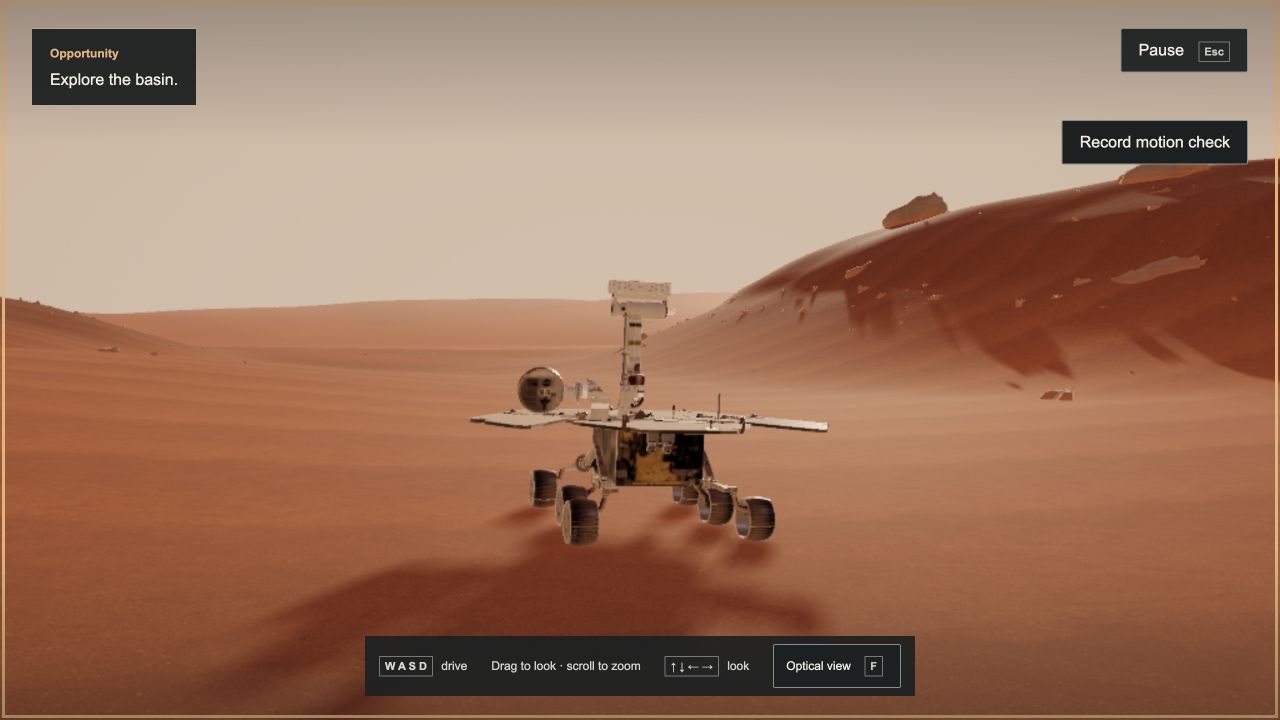 Opportunity
Explore the basin.
Pause Esc
Record motion check
W A S D drive Drag to look · scroll to zoom ↑↓←→ look Optical view F